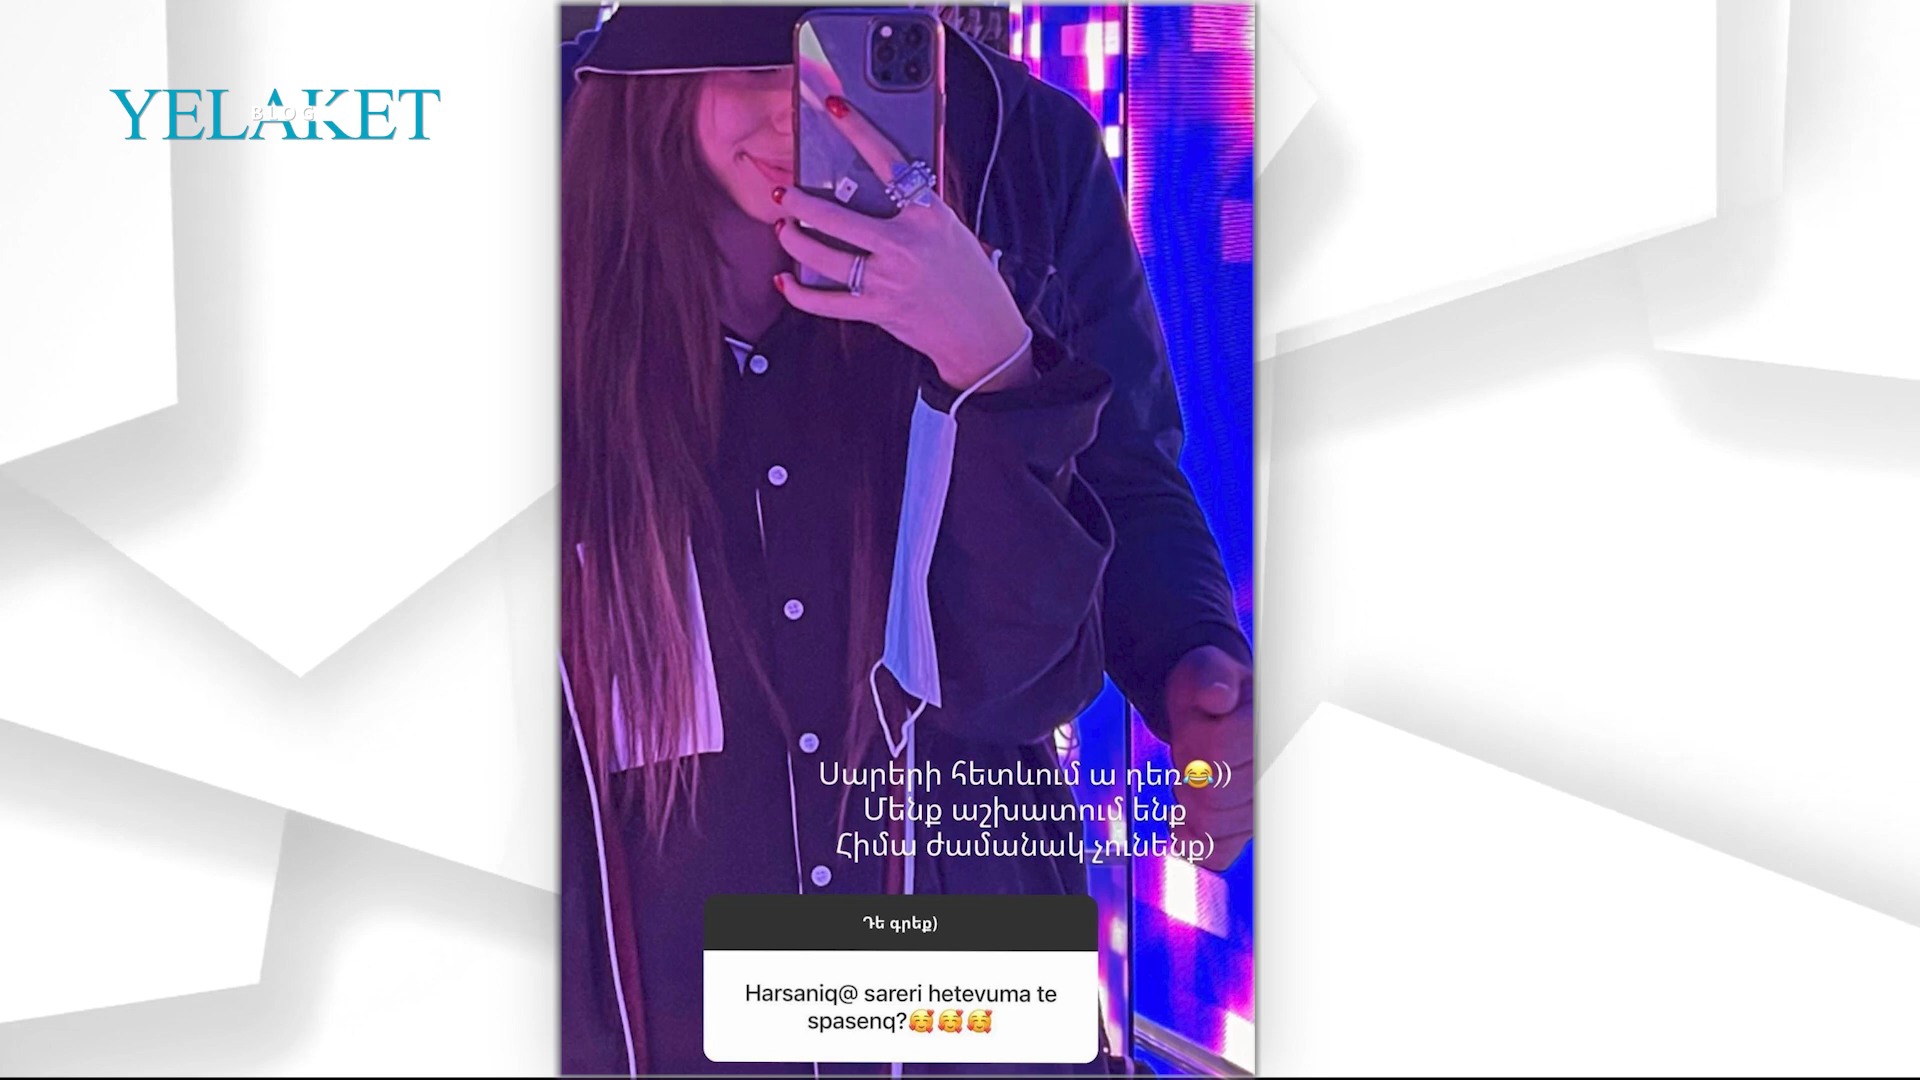 YELAKET
BLOG
Սարերի հետևում ա դեռ😂))
Մենք աշխատում ենք
Հիմա ժամանակ չունենք)
Դե գրեք)
Harsaniq@ sareri hetevuma te
spasenq?🥰🥰🥰